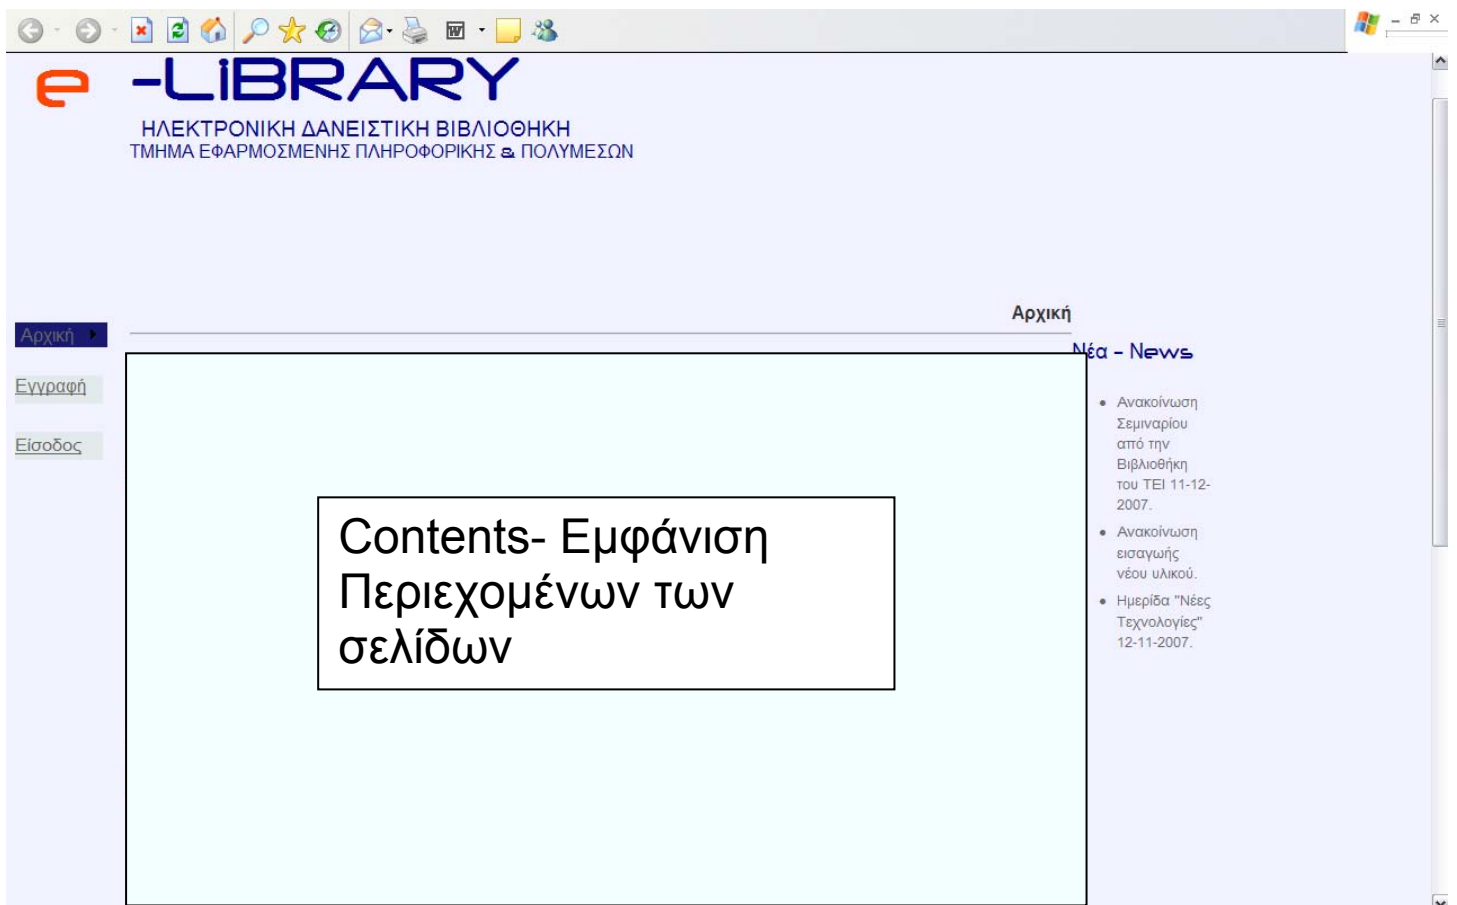 e -LiBRARY
ΗΛΕΚΤΡΟΝΙΚΗ ΔΑΝΕΙΣΤΙΚΗ ΒΙΒΛΙΟΘΗΚΗ
ΤΜΗΜΑ ΕΦΑΡΜΟΣΜΕΝΗΣ ΠΛΗΡΟΦΟΡΙΚΗΣ & ΠΟΛΥΜΕΣΩΝ
Αρχική
Αρχική
Εγγραφή
Είσοδος
Contents- Εμφάνιση
Περιεχομένων των
σελίδων
Νέα - News
Ανακοίνωση
Σεμιναρίου
από την
Βιβλιοθήκη
του ΤΕΙ 11-12-
2007.
Ανακοίνωση
εισαγωγής
νέου υλικού.
Ημερίδα "Νέες
Τεχνολογίες"
12-11-2007.